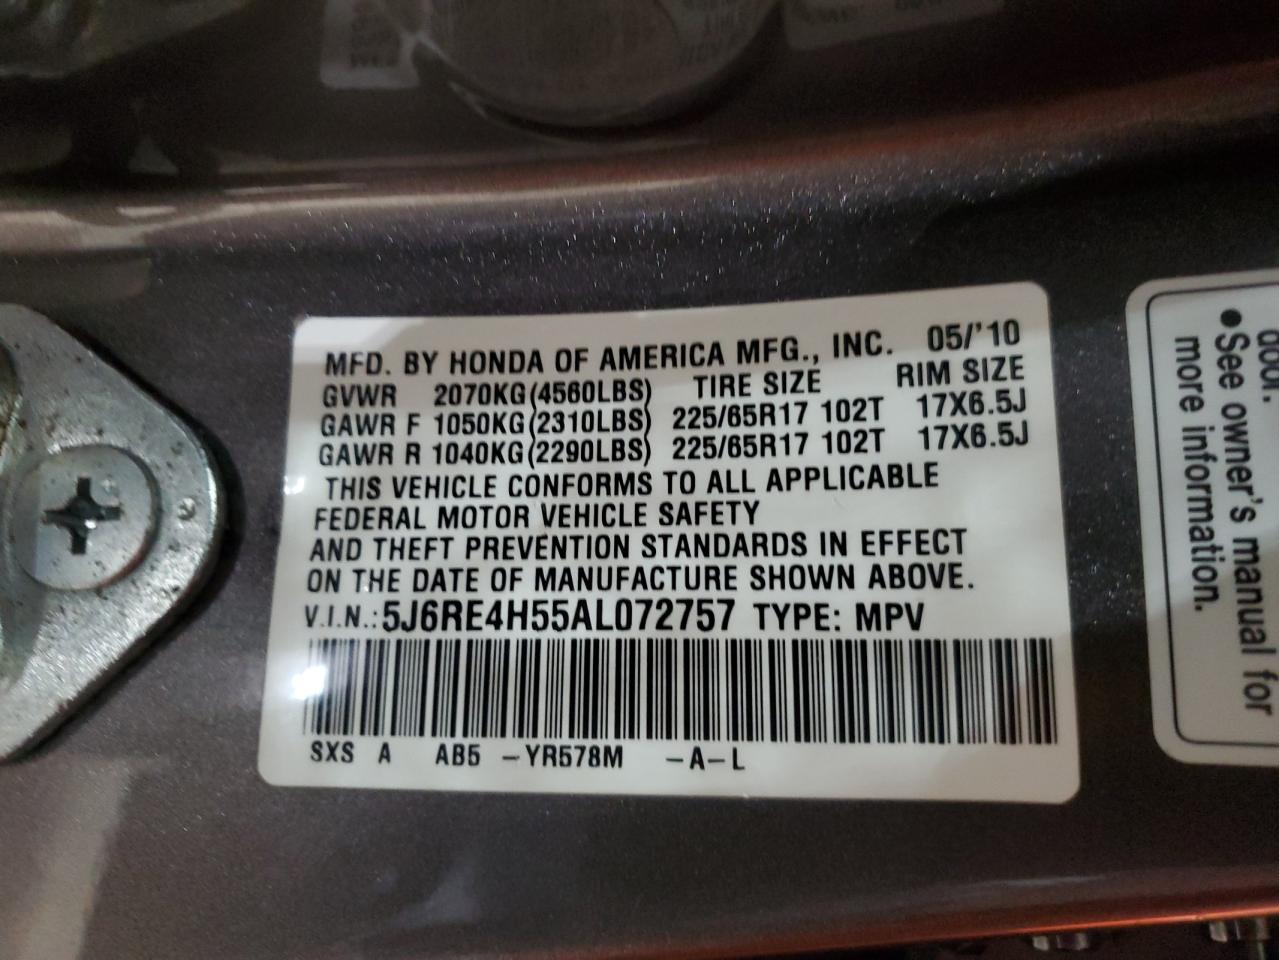 MFD. BY HONDA OF AMERICA MFG., INC. 05/'10
GVWR 2070KG(4560LBS) TIRE SIZE RIM SIZE
GAWR F 1050KG(2310LBS) 225/65R17 102T 17X6.5J
GAWR R 1040KG(2290LBS) 225/65R17 102T 17X6.5J
THIS VEHICLE CONFORMS TO ALL APPLICABLE
FEDERAL MOTOR VEHICLE SAFETY
AND THEFT PREVENTION STANDARDS IN EFFECT
ON THE DATE OF MANUFACTURE SHOWN ABOVE.
V.I.N.:5J6RE4H55AL072757 TYPE: MPV
SXS A AB5 -YR578M -A-L
door.
●See owner's manual for
more information.